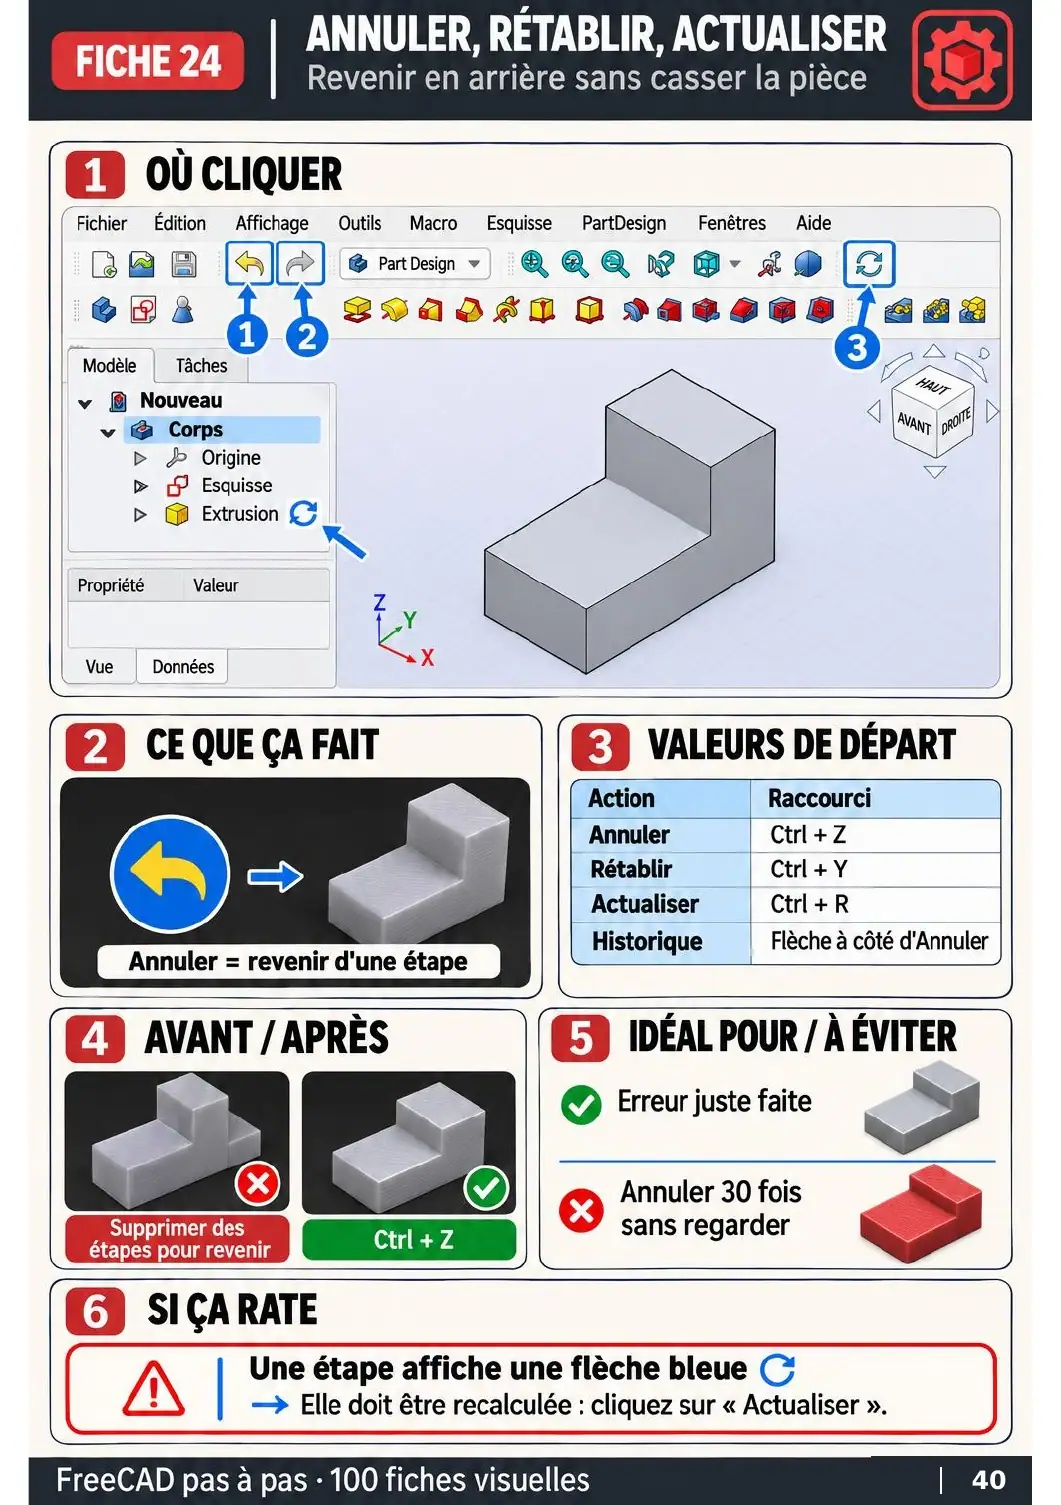 FICHE 24
ANNULER, RÉTABLIR, ACTUALISER
Revenir en arrière sans casser la pièce
1 OÙ CLIQUER
Fichier Édition Affichage Outils Macro Esquisse PartDesign Fenêtres Aide
Part Design
1 2 3
Modèle Tâches
Nouveau
Corps
Origine
Esquisse
Extrusion
HAUT
AVANT DROITE
Propriété Valeur
Z
Y
X
Vue Données
2 CE QUE ÇA FAIT
Annuler = revenir d'une étape
3 VALEURS DE DÉPART
Action Raccourci
Annuler Ctrl + Z
Rétablir Ctrl + Y
Actualiser Ctrl + R
Historique Flèche à côté d'Annuler
4 AVANT / APRÈS
Supprimer des
étapes pour revenir
Ctrl + Z
5 IDÉAL POUR / À ÉVITER
Erreur juste faite
Annuler 30 fois
sans regarder
6 SI ÇA RATE
Une étape affiche une flèche bleue
→ Elle doit être recalculée : cliquez sur « Actualiser ».
FreeCAD pas à pas · 100 fiches visuelles | 40